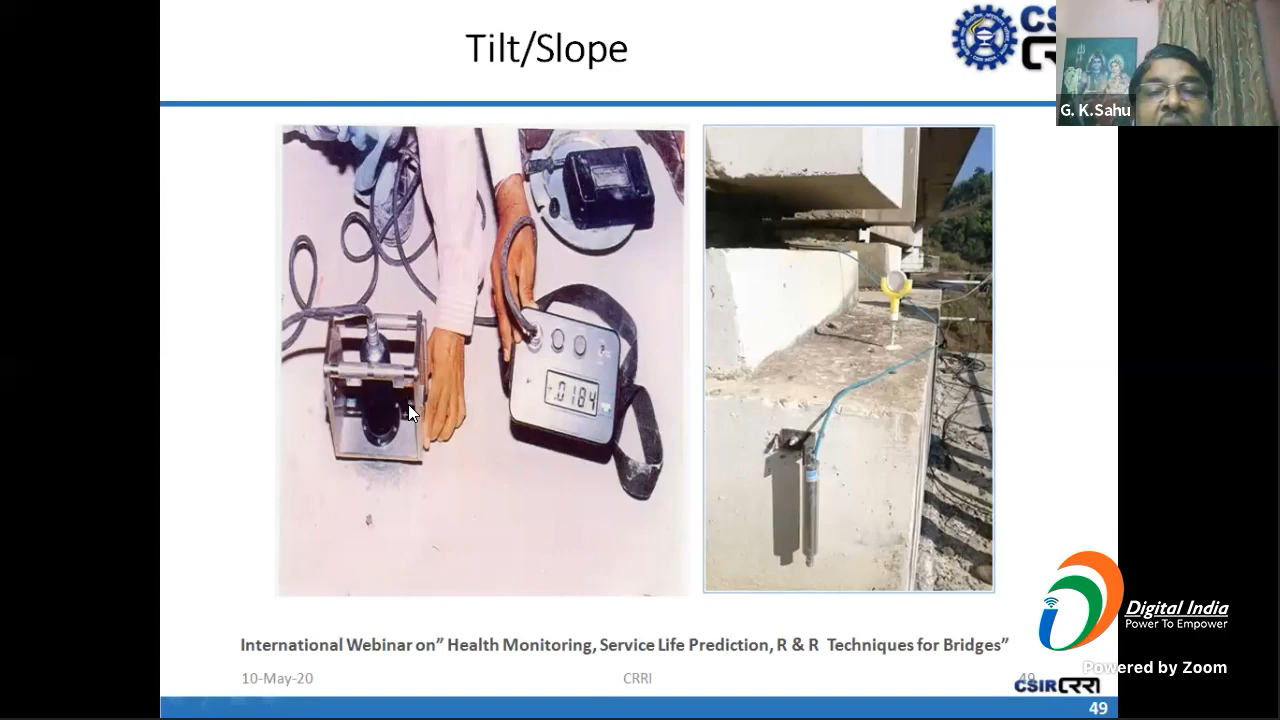 Tilt/Slope
G. K.Sahu
.0184
International Webinar on” Health Monitoring, Service Life Prediction, R & R Techniques for Bridges”
Digital India
Power To Empower
Powered by Zoom
10-May-20
CRRI
49
CSIR CRRI
49